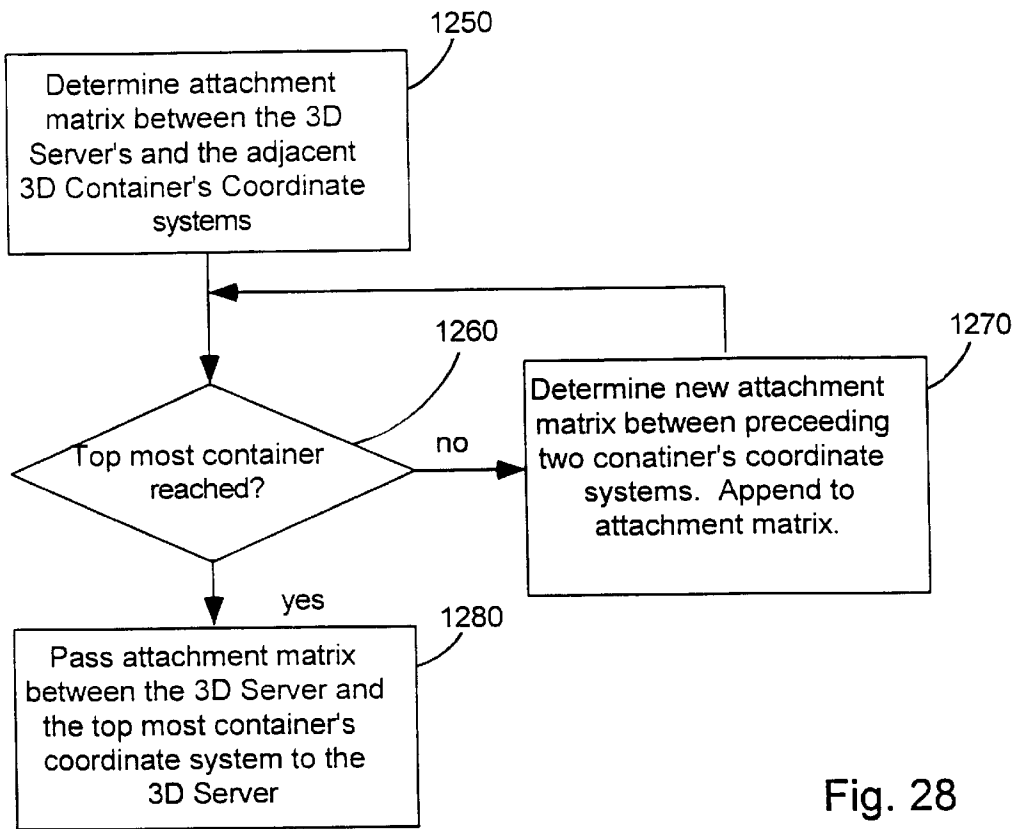 1250
Determine attachment
matrix between the 3D
Server's and the adjacent
3D Container's Coordinate
systems
1260
Top most container
reached?
no
1270
Determine new attachment
matrix between preceeding
two conatiner's coordinate
systems. Append to
attachment matrix.
yes
1280
Pass attachment matrix
between the 3D Server and
the top most container's
coordinate system to the
3D Server
Fig. 28